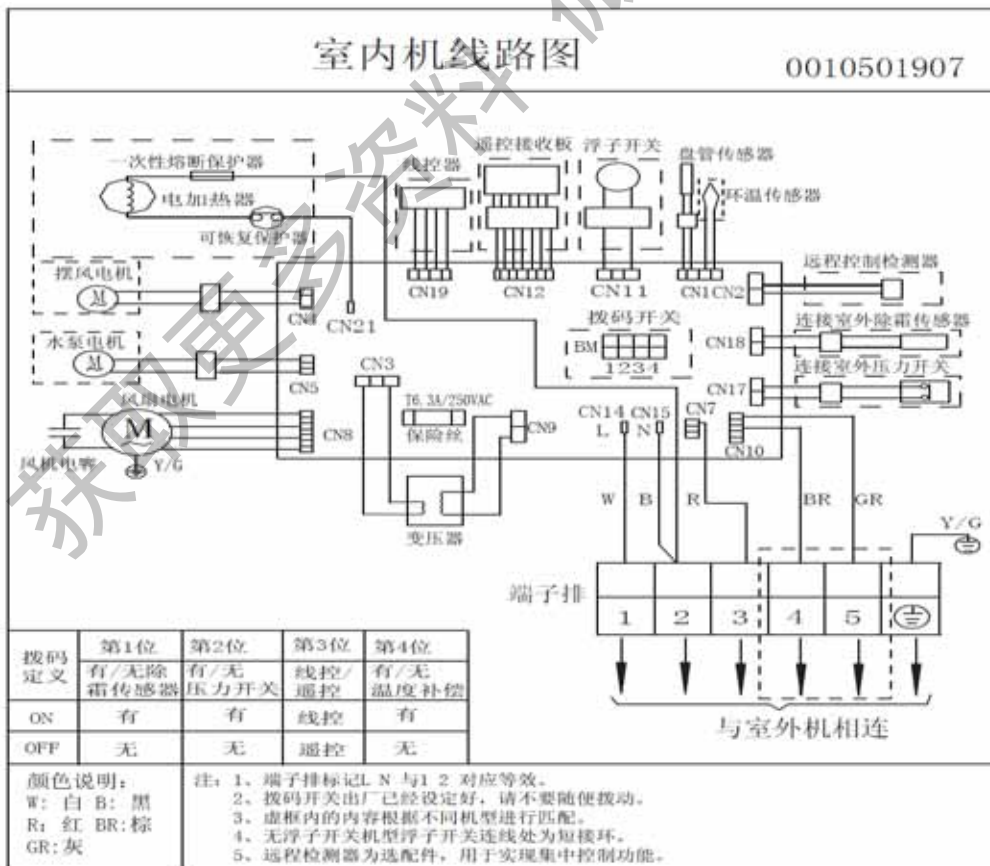 室内机线路图
0010501907
一次性熔断保护器
电加热器
可恢复保护器
线控器
遥控接收板
浮子开关
盘管传感器
环温传感器
摆风电机
M
CN21
CN19
CN12
CN11
CN1
CN2
远程控制检测器
水泵电机
M
CN5
拨码开关
BM
1234
CN18
连接室外除霜传感器
CN17
连接室外压力开关
风扇电机
M
风机电容
Y/G
CN8
CN3
T6.3A/250VAC
保险丝
CN9
CN14
L
CN15
N
CN7
CN10
变压器
W
B
R
BR
GR
Y/G
端子排
1 2 3 4 5
与室外机相连
拨码定义 第1位 第2位 第3位 第4位
有/无除霜传感器 有/无压力开关 线控/遥控 有/无温度补偿
ON 有 有 线控 有
OFF 无 无 遥控 无
颜色说明:
W: 白 B: 黑
R: 红 BR:棕
GR:灰
注: 1、端子排标记L N 与1 2 对应等效。
2、拨码开关出厂已经设定好，请不要随便拨动。
3、虚框内的内容根据不同机型进行匹配。
4、无浮子开关机型浮子开关连线处为短接环。
5、远程检测器为选配件，用于实现集中控制功能。
获取更多资料